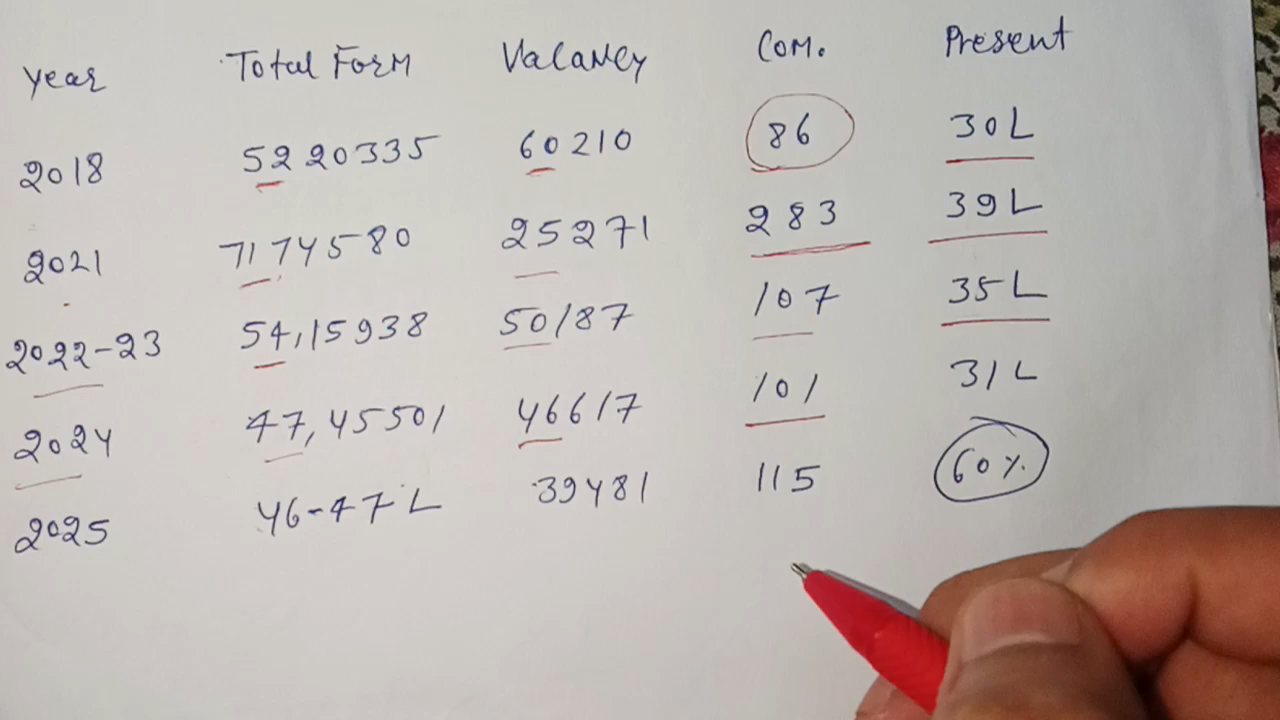 Year Total Form Vacancy Com. Present
2018 5220335 60210 86 30L
2021 7174580 25271 283 39L
2022-23 54,15938 50187 107 35L
2024 47,45501 46617 101 31L
2025 46-47L 39481 115 60%.